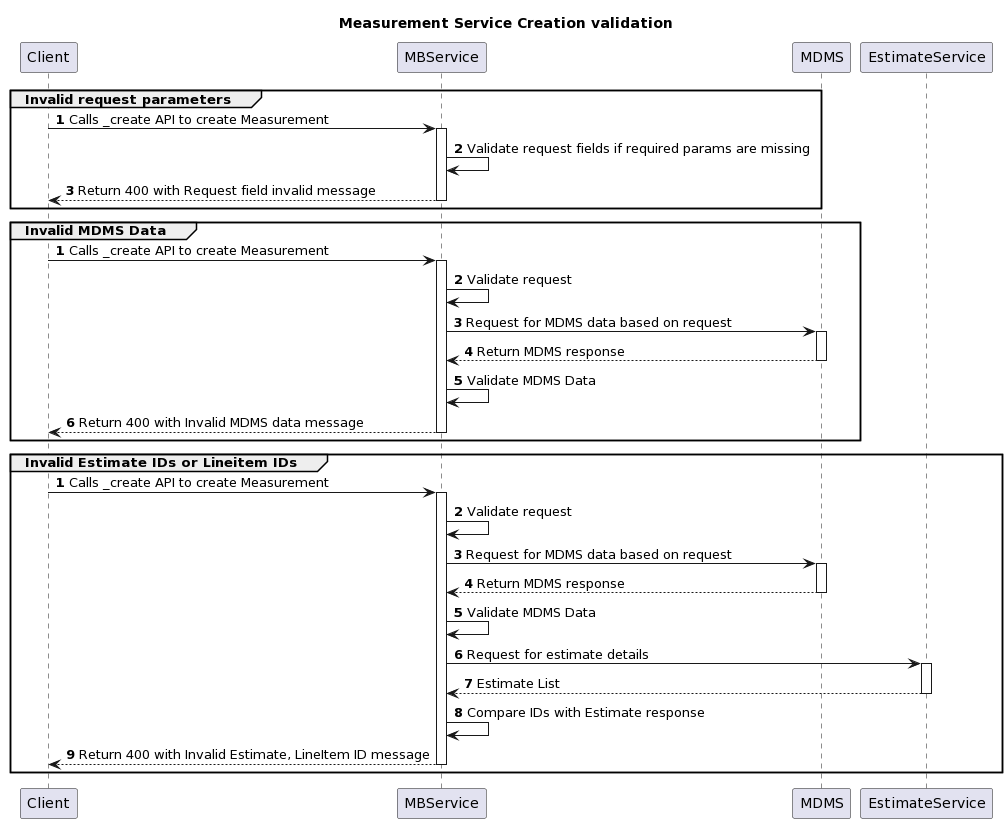 Measurement Service Creation validation
Client MBService MDMS EstimateService
Invalid request parameters
1 Calls _create API to create Measurement
2 Validate request fields if required params are missing
3 Return 400 with Request field invalid message
Invalid MDMS Data
1 Calls _create API to create Measurement
2 Validate request
3 Request for MDMS data based on request
4 Return MDMS response
5 Validate MDMS Data
6 Return 400 with Invalid MDMS data message
Invalid Estimate IDs or Lineitem IDs
1 Calls _create API to create Measurement
2 Validate request
3 Request for MDMS data based on request
4 Return MDMS response
5 Validate MDMS Data
6 Request for estimate details
7 Estimate List
8 Compare IDs with Estimate response
9 Return 400 with Invalid Estimate, LineItem ID message
Client MBService MDMS EstimateService